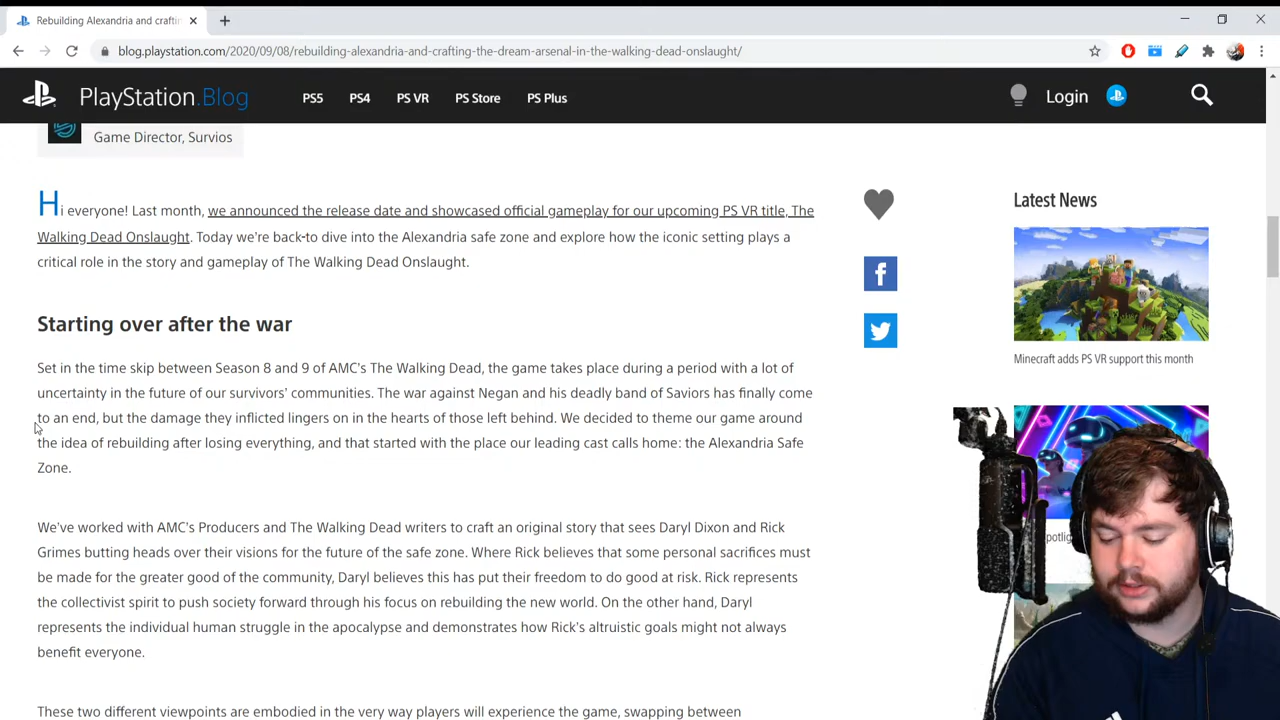 Rebuilding Alexandria and craftin
blog.playstation.com/2020/09/08/rebuilding-alexandria-and-crafting-the-dream-arsenal-in-the-walking-dead-onslaught/
PlayStation.Blog
PS5
PS4
PS VR
PS Store
PS Plus
Login
Game Director, Survios
Hi everyone! Last month, we announced the release date and showcased official gameplay for our upcoming PS VR title, The
Walking Dead Onslaught. Today we're back to dive into the Alexandria safe zone and explore how the iconic setting plays a
critical role in the story and gameplay of The Walking Dead Onslaught.
Starting over after the war
Set in the time skip between Season 8 and 9 of AMC's The Walking Dead, the game takes place during a period with a lot of
uncertainty in the future of our survivors' communities. The war against Negan and his deadly band of Saviors has finally come
to an end, but the damage they inflicted lingers on in the hearts of those left behind. We decided to theme our game around
the idea of rebuilding after losing everything, and that started with the place our leading cast calls home: the Alexandria Safe
Zone.
We've worked with AMC's Producers and The Walking Dead writers to craft an original story that sees Daryl Dixon and Rick
Grimes butting heads over their visions for the future of the safe zone. Where Rick believes that some personal sacrifices must
be made for the greater good of the community, Daryl believes this has put their freedom to do good at risk. Rick represents
the collectivist spirit to push society forward through his focus on rebuilding the new world. On the other hand, Daryl
represents the individual human struggle in the apocalypse and demonstrates how Rick's altruistic goals might not always
benefit everyone.
These two different viewpoints are embodied in the very way players will experience the game, swapping between
Latest News
Minecraft adds PS VR support this month